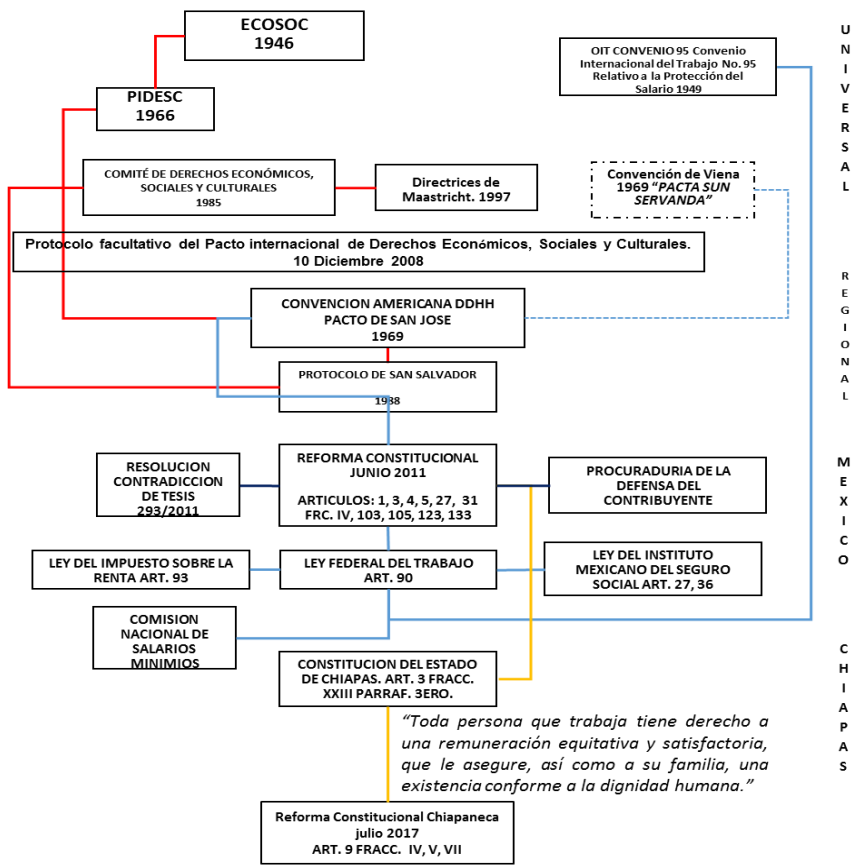 ECOSOC
1946
OIT CONVENIO 95 Convenio
Internacional del Trabajo No. 95
Relativo a la Protección del
Salario 1949
UNIVERSAL
PIDESC
1966
COMITÉ DE DERECHOS ECONÓMICOS,
SOCIALES Y CULTURALES
1985
Directrices de
Maastricht. 1997
Convención de Viena
1969 “PACTA SUN
SERVANDA”
Protocolo facultativo del Pacto internacional de Derechos Económicos, Sociales y Culturales.
10 Diciembre 2008
REGIONAL
CONVENCION AMERICANA DDHH
PACTO DE SAN JOSE
1969
PROTOCOLO DE SAN SALVADOR
1988
MEXICO
RESOLUCION
CONTRADICCION
DE TESIS
293/2011
REFORMA CONSTITUCIONAL
JUNIO 2011
ARTICULOS: 1, 3, 4, 5, 27, 31
FRC. IV, 103, 105, 123, 133
PROCURADURIA DE LA
DEFENSA DEL
CONTRIBUYENTE
LEY DEL IMPUESTO SOBRE LA
RENTA ART. 93
LEY FEDERAL DEL TRABAJO
ART. 90
LEY DEL INSTITUTO
MEXICANO DEL SEGURO
SOCIAL ART. 27, 36
COMISION
NACIONAL DE
SALARIOS
MINIMIOS
CHIAPAS
CONSTITUCION DEL ESTADO
DE CHIAPAS. ART. 3 FRACC.
XXIII PARRAF. 3ERO.
“Toda persona que trabaja tiene derecho a
una remuneración equitativa y satisfactoria,
que le asegure, así como a su familia, una
existencia conforme a la dignidad humana.”
Reforma Constitucional Chiapaneca
julio 2017
ART. 9 FRACC. IV, V, VII